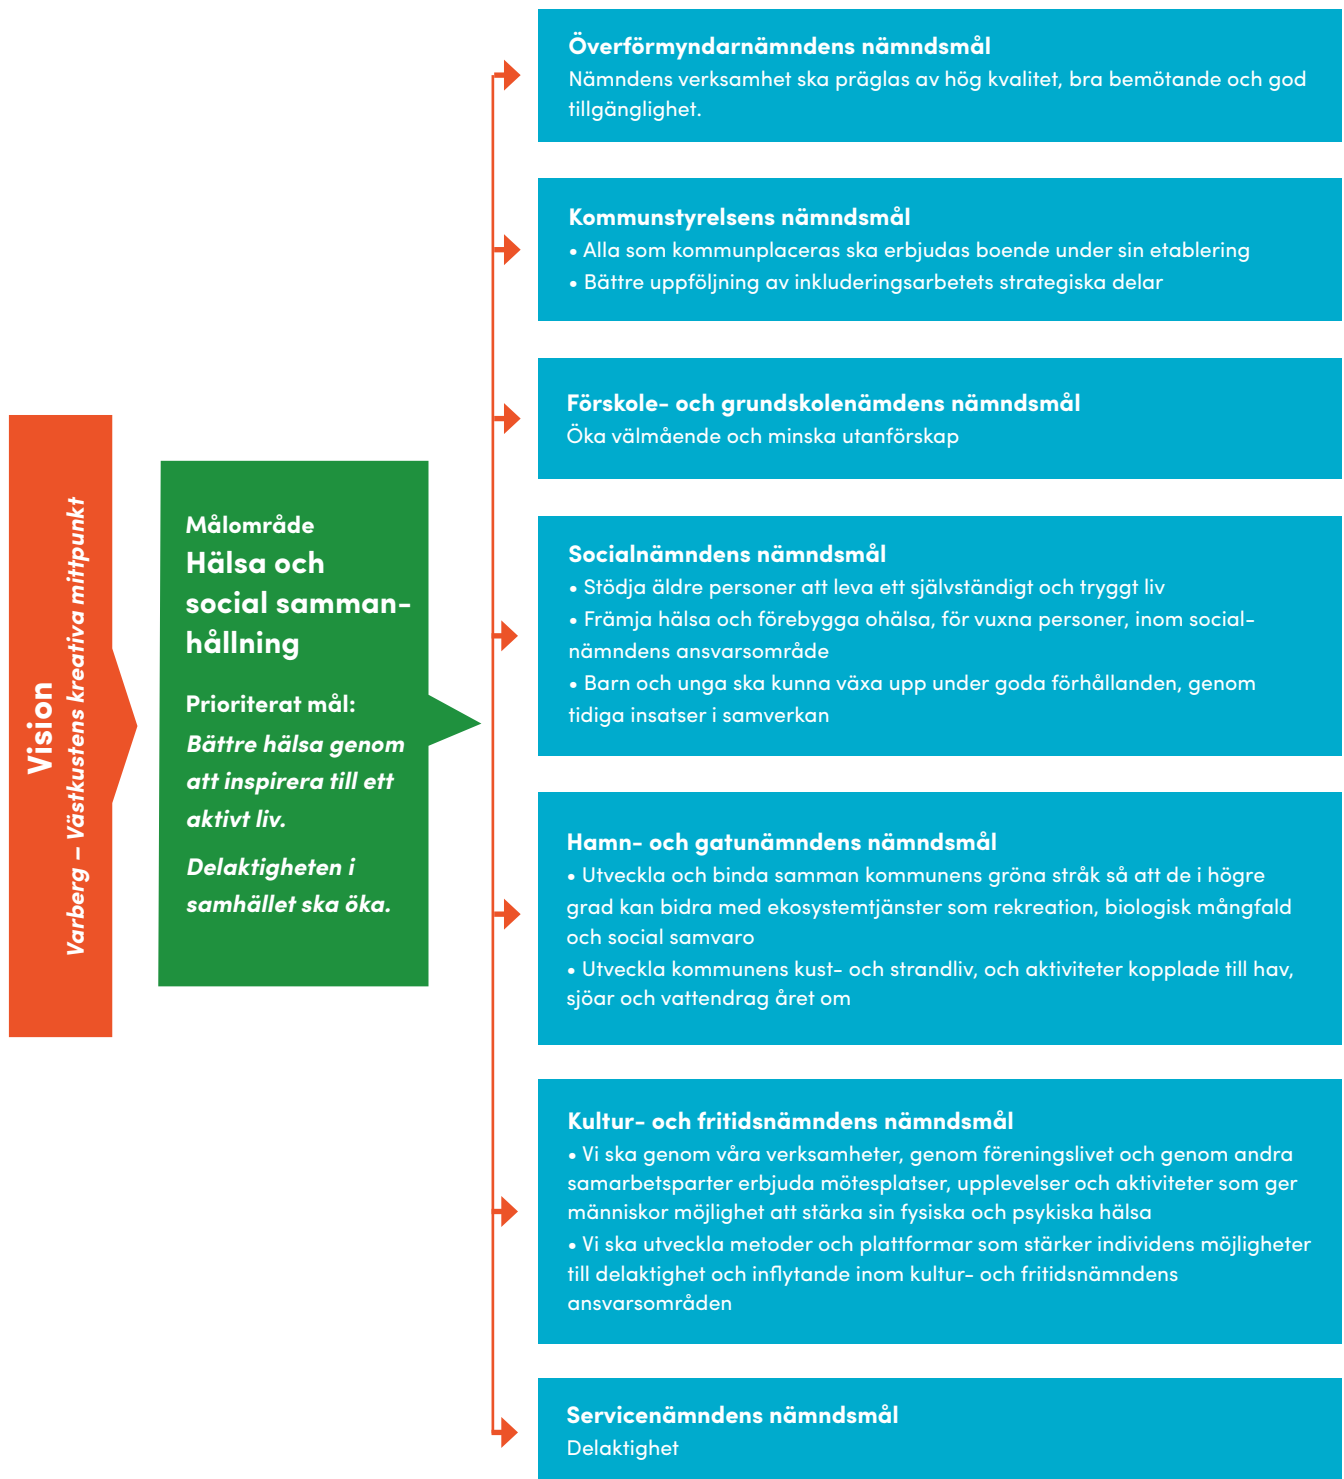 Vision
Varberg – Västkustens kreativa mittpunkt
Målområde
Hälsa och
social samman-
hållning
Prioriterat mål:
Bättre hälsa genom
att inspirera till ett
aktivt liv.
Delaktigheten i
samhället ska öka.
Överförmyndarnämndens nämndsmål
Nämndens verksamhet ska präglas av hög kvalitet, bra bemötande och god
tillgänglighet.
Kommunstyrelsens nämndsmål
• Alla som kommunplaceras ska erbjudas boende under sin etablering
• Bättre uppföljning av inkluderingsarbetets strategiska delar
Förskole- och grundskolenämdens nämndsmål
Öka välmående och minska utanförskap
Socialnämndens nämndsmål
• Stödja äldre personer att leva ett självständigt och tryggt liv
• Främja hälsa och förebygga ohälsa, för vuxna personer, inom social-
nämndens ansvarsområde
• Barn och unga ska kunna växa upp under goda förhållanden, genom
tidiga insatser i samverkan
Hamn- och gatunämndens nämndsmål
• Utveckla och binda samman kommunens gröna stråk så att de i högre
grad kan bidra med ekosystemtjänster som rekreation, biologisk mångfald
och social samvaro
• Utveckla kommunens kust- och strandliv, och aktiviteter kopplade till hav,
sjöar och vattendrag året om
Kultur- och fritidsnämndens nämndsmål
• Vi ska genom våra verksamheter, genom föreningslivet och genom andra
samarbetsparter erbjuda mötesplatser, upplevelser och aktiviteter som ger
människor möjlighet att stärka sin fysiska och psykiska hälsa
• Vi ska utveckla metoder och plattformar som stärker individens möjligheter
till delaktighet och inflytande inom kultur- och fritidsnämndens
ansvarsområden
Servicenämndens nämndsmål
Delaktighet